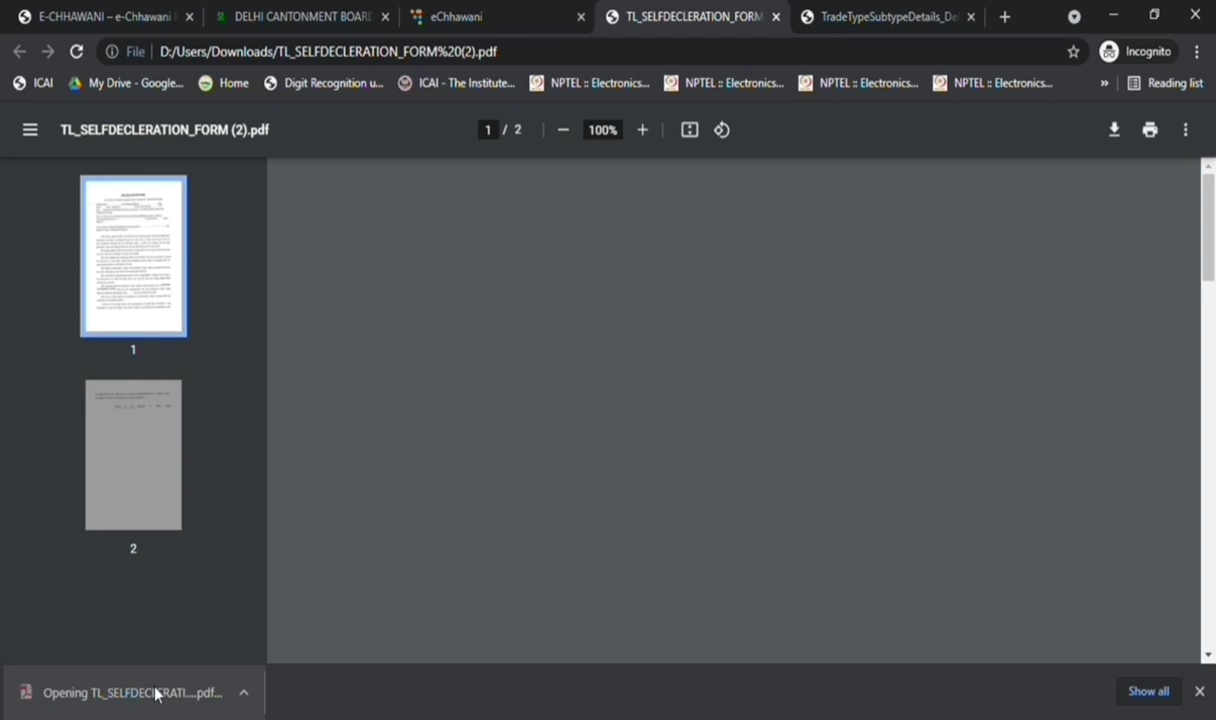 E-CHHAWANI – e-Chhawani
DELHI CANTONMENT BOARD
eChhawani
TL_SELFDECLERATION_FORM
TradeTypeSubtypeDetails_De
File
D:/Users/Downloads/TL_SELFDECLERATION_FORM%20(2).pdf
Incognito
ICAI
My Drive - Google...
Home
Digit Recognition u...
ICAI - The Institute...
NPTEL :: Electronics...
NPTEL :: Electronics...
NPTEL :: Electronics...
NPTEL :: Electronics...
»
Reading list
TL_SELFDECLERATION_FORM (2).pdf
1 / 2
100%
1
2
Opening TL_SELFDECLERATI....pdf...
Show all